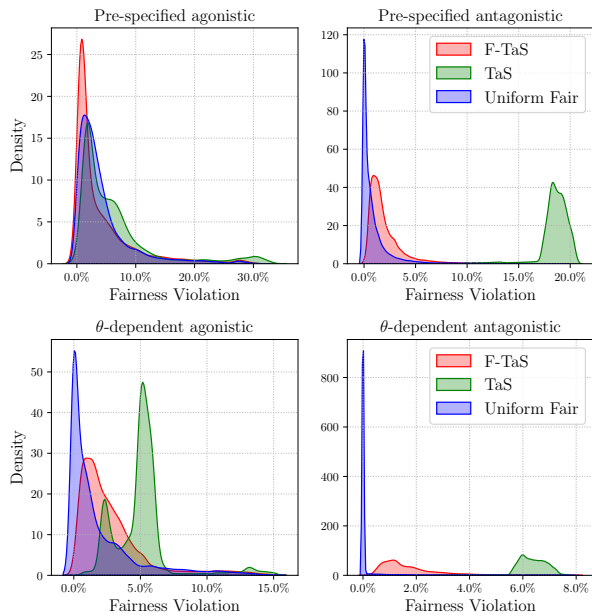 Pre-specified agonistic
Density
25
20
15
10
5
0
0.0% 10.0% 20.0% 30.0%
Fairness Violation
Pre-specified antagonistic
120
100
80
60
40
20
0
F-TaS
TaS
Uniform Fair
0.0% 5.0% 10.0% 15.0% 20.0%
Fairness Violation
θ-dependent agonistic
Density
50
40
30
20
10
0
0.0% 5.0% 10.0% 15.0%
Fairness Violation
θ-dependent antagonistic
800
600
400
200
0
F-TaS
TaS
Uniform Fair
0.0% 2.0% 4.0% 6.0% 8.0%
Fairness Violation